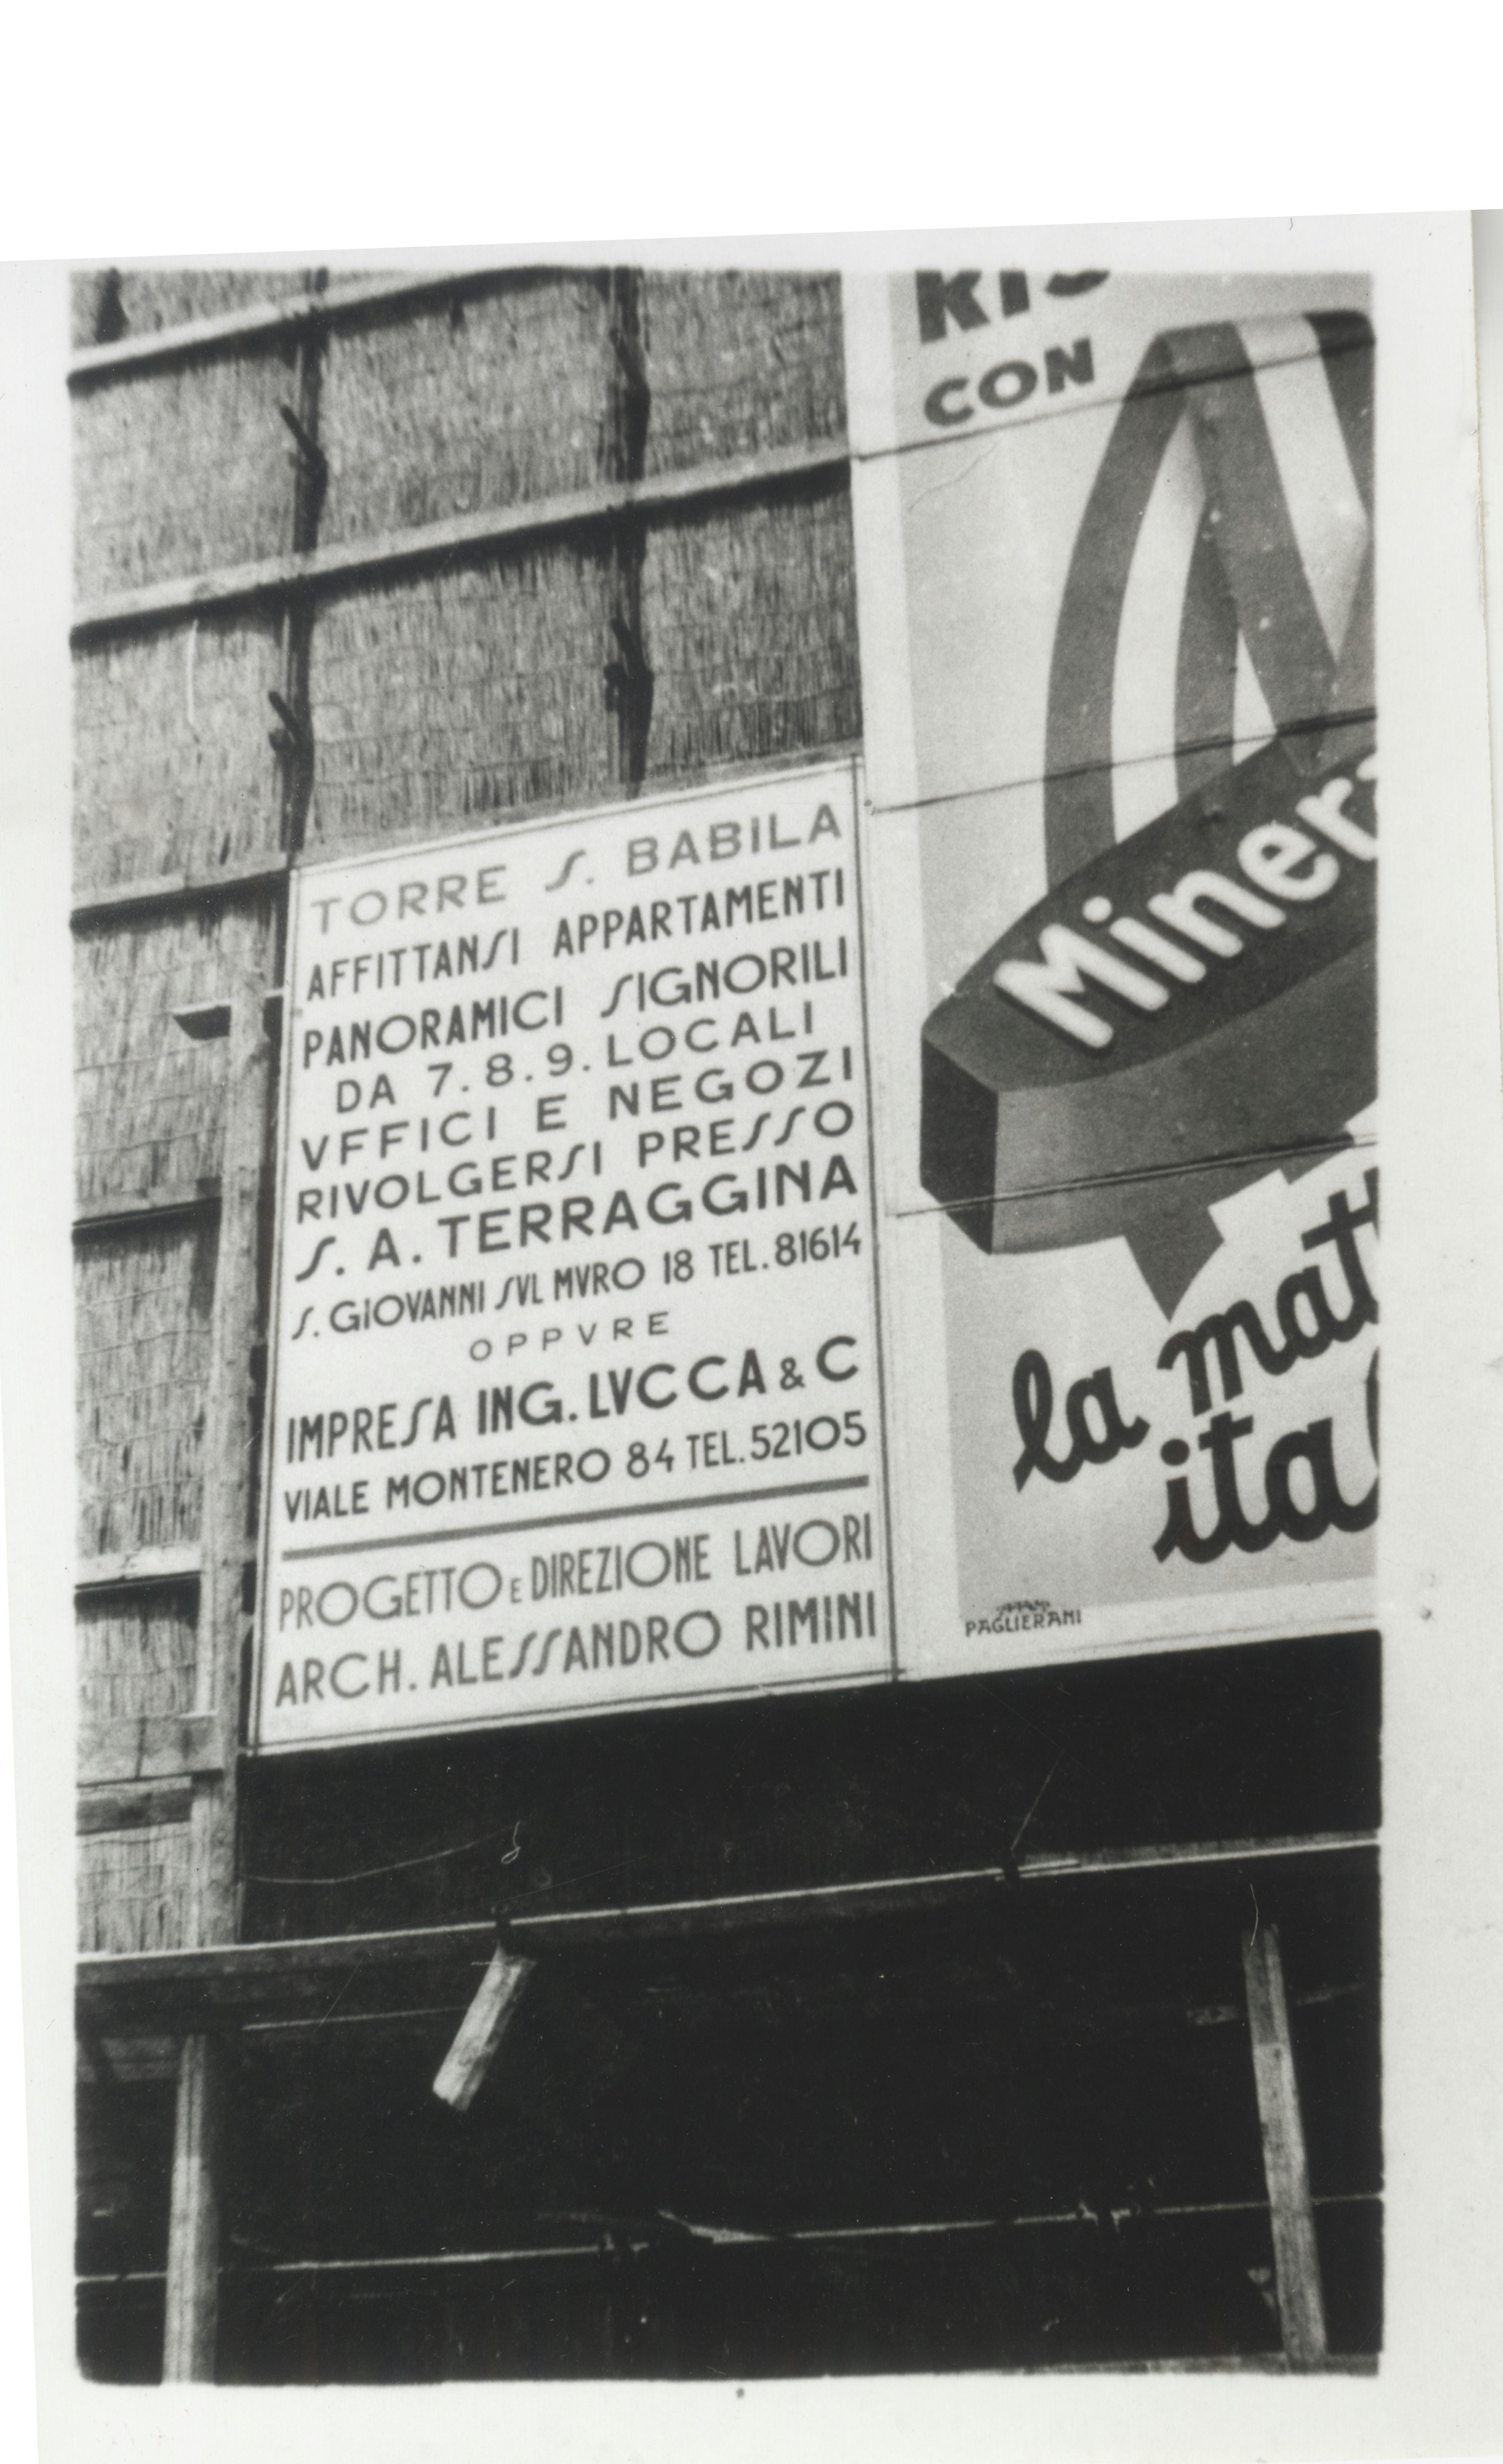 TORRE S. BABILA
AFFITTANSI APPARTAMENTI
PANORAMICI SIGNORILI
DA 7.8.9. LOCALI
VFFICI E NEGOZI
RIVOLGERSI PRESSO
S. A. TERRAGGINA
S. GIOVANNI SVL MVRO 18 TEL. 81614
OPPVRE
IMPRESA ING. LVCCA & C
VIALE MONTENERO 84 TEL. 52105
PROGETTO E DIREZIONE LAVORI
ARCH. ALESSANDRO RIMINI
CON
Miner
la mat
ita
PAGLIERANI